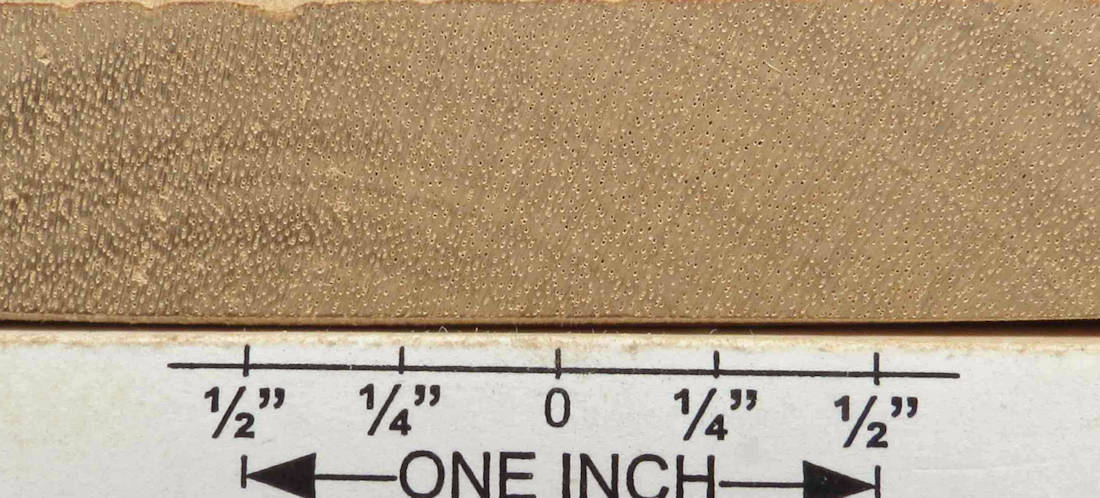 ½” ¼” 0 ¼” ½”
ONE INCH